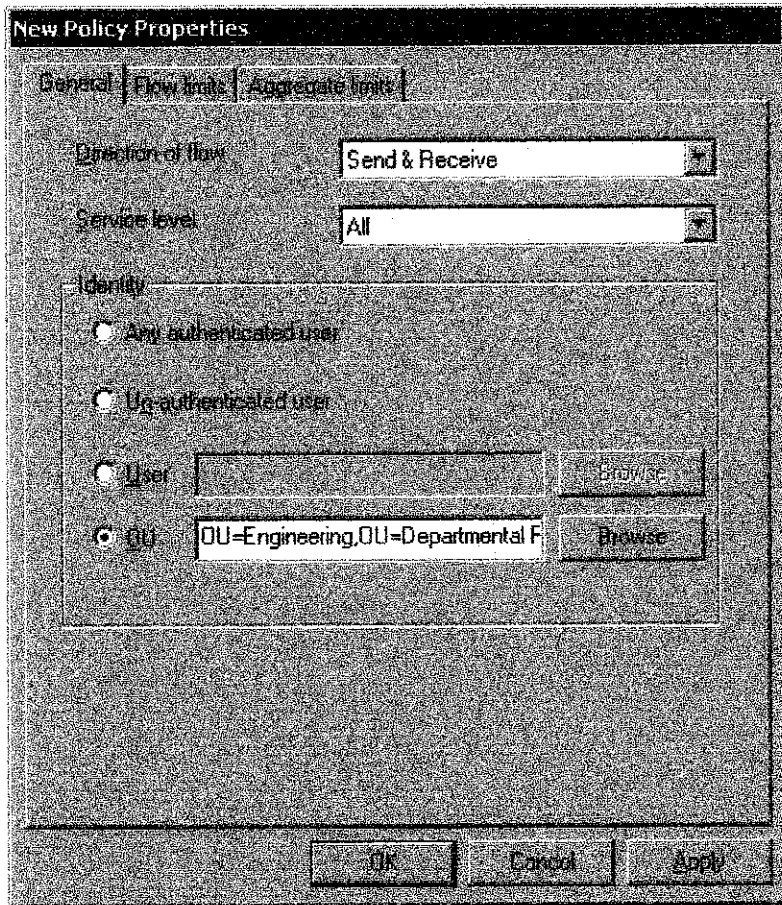 New Policy Properties
General Flow limits Aggregate limits
Direction of flow Send & Receive
Service level All
Identity
Any authenticated user
Un-authenticated user
User Browse
OU OU=Engineering,OU=Departmental F Browse
OK Cancel Apply